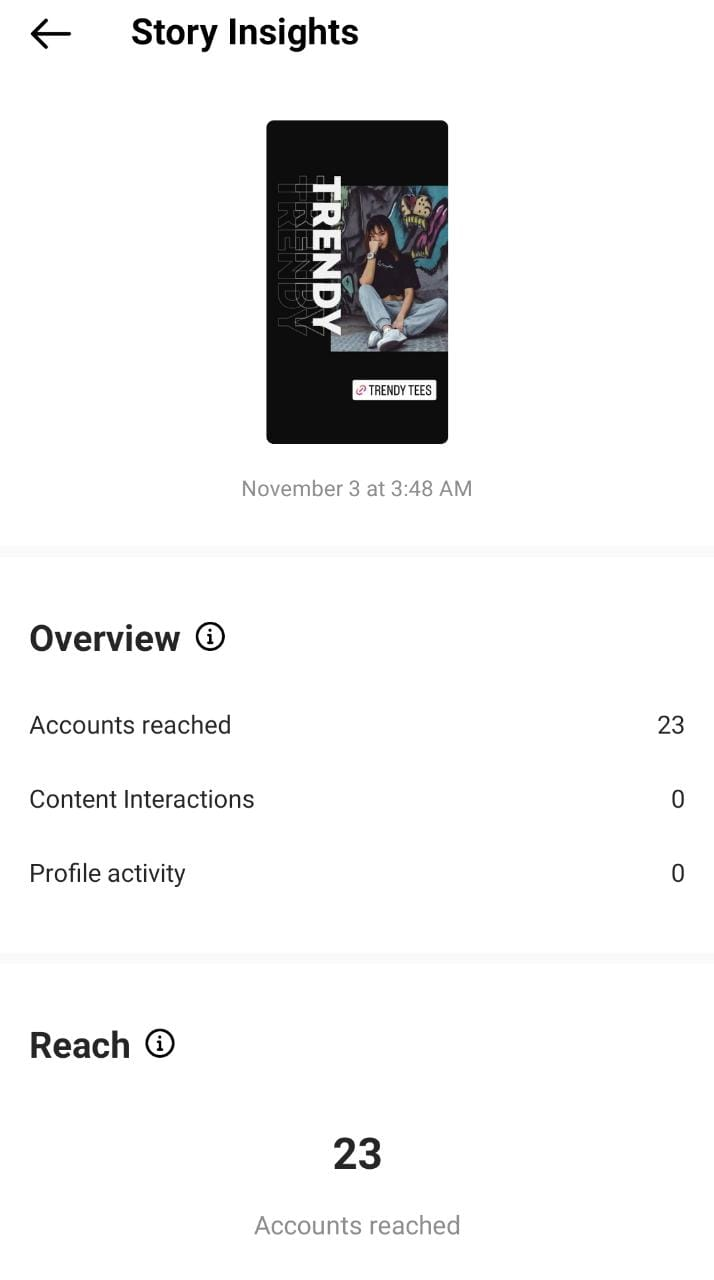 Story Insights
TRENDY
TRENDY
TRENDY
TRENDY TEES
November 3 at 3:48 AM
Overview
Accounts reached 23
Content Interactions 0
Profile activity 0
Reach
23
Accounts reached